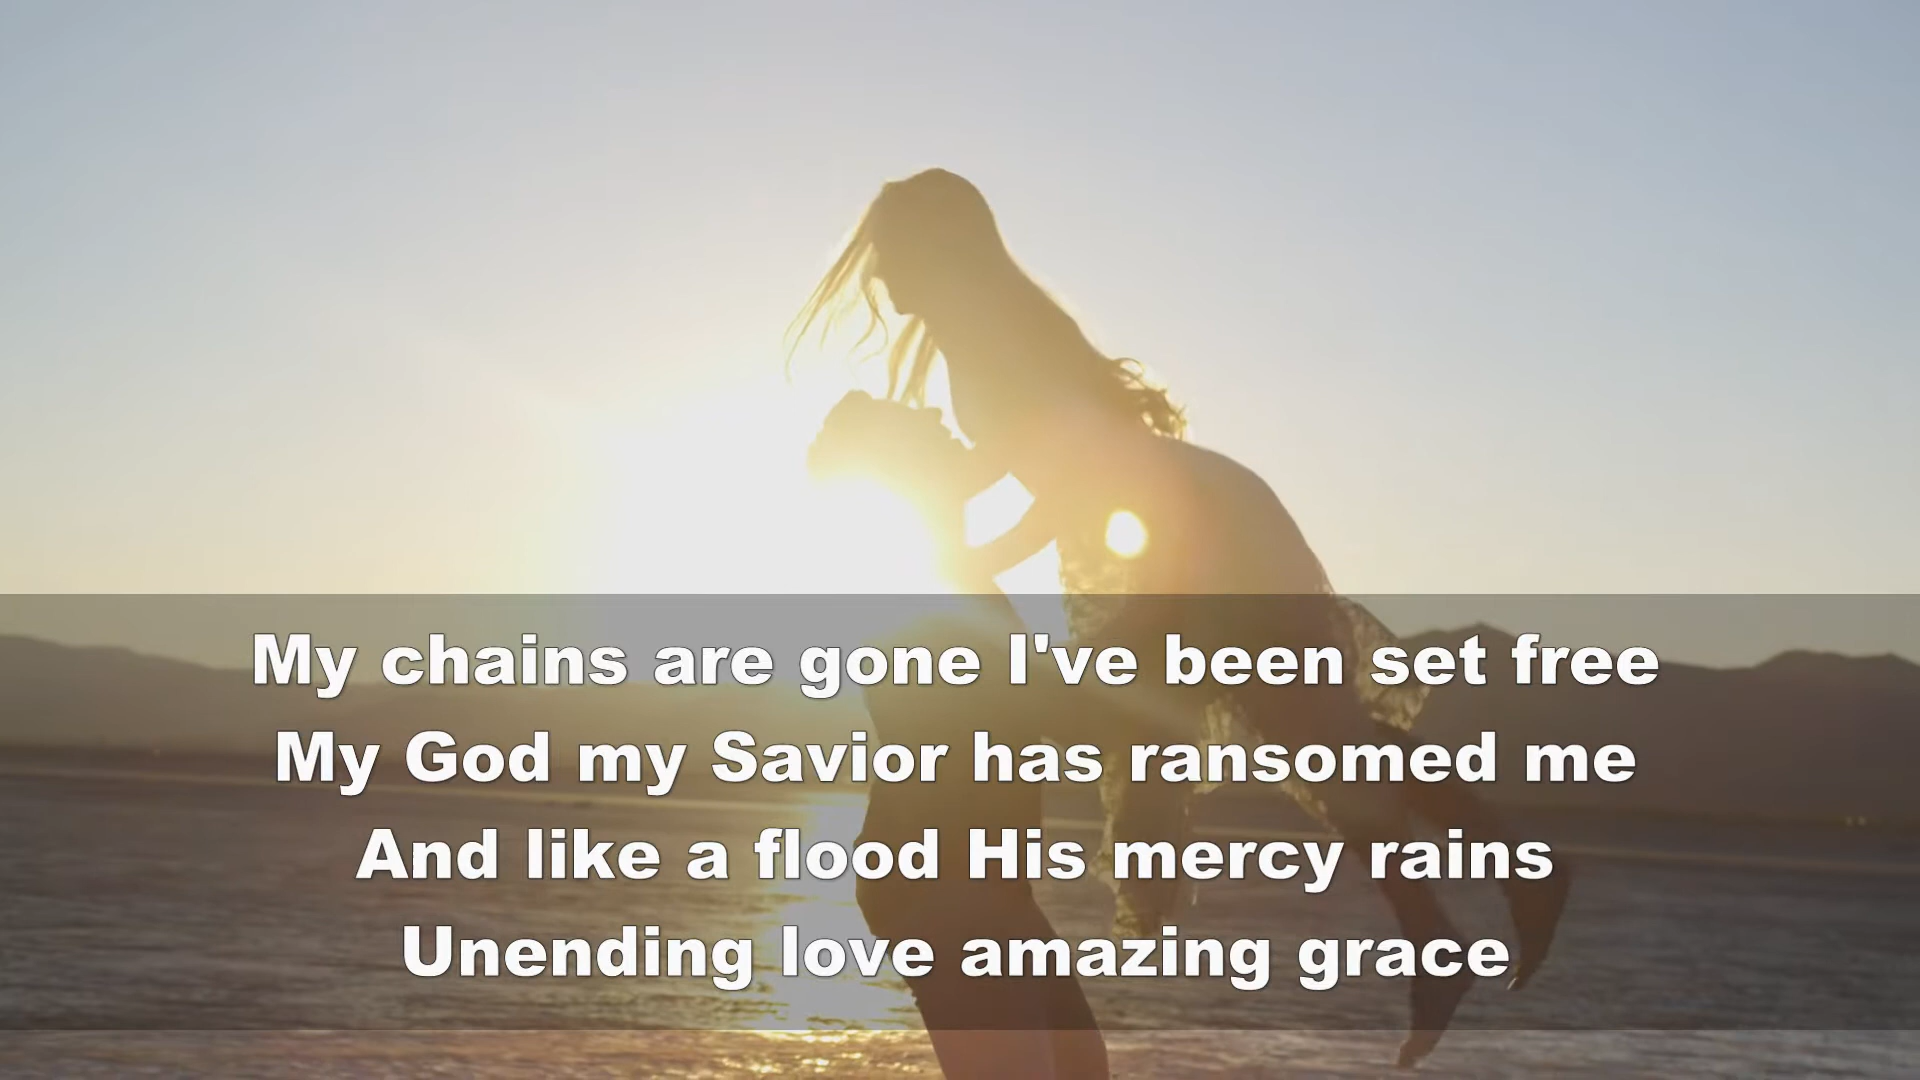 My chains are gone I've been set free
My God my Savior has ransomed me
And like a flood His mercy rains
Unending love amazing grace